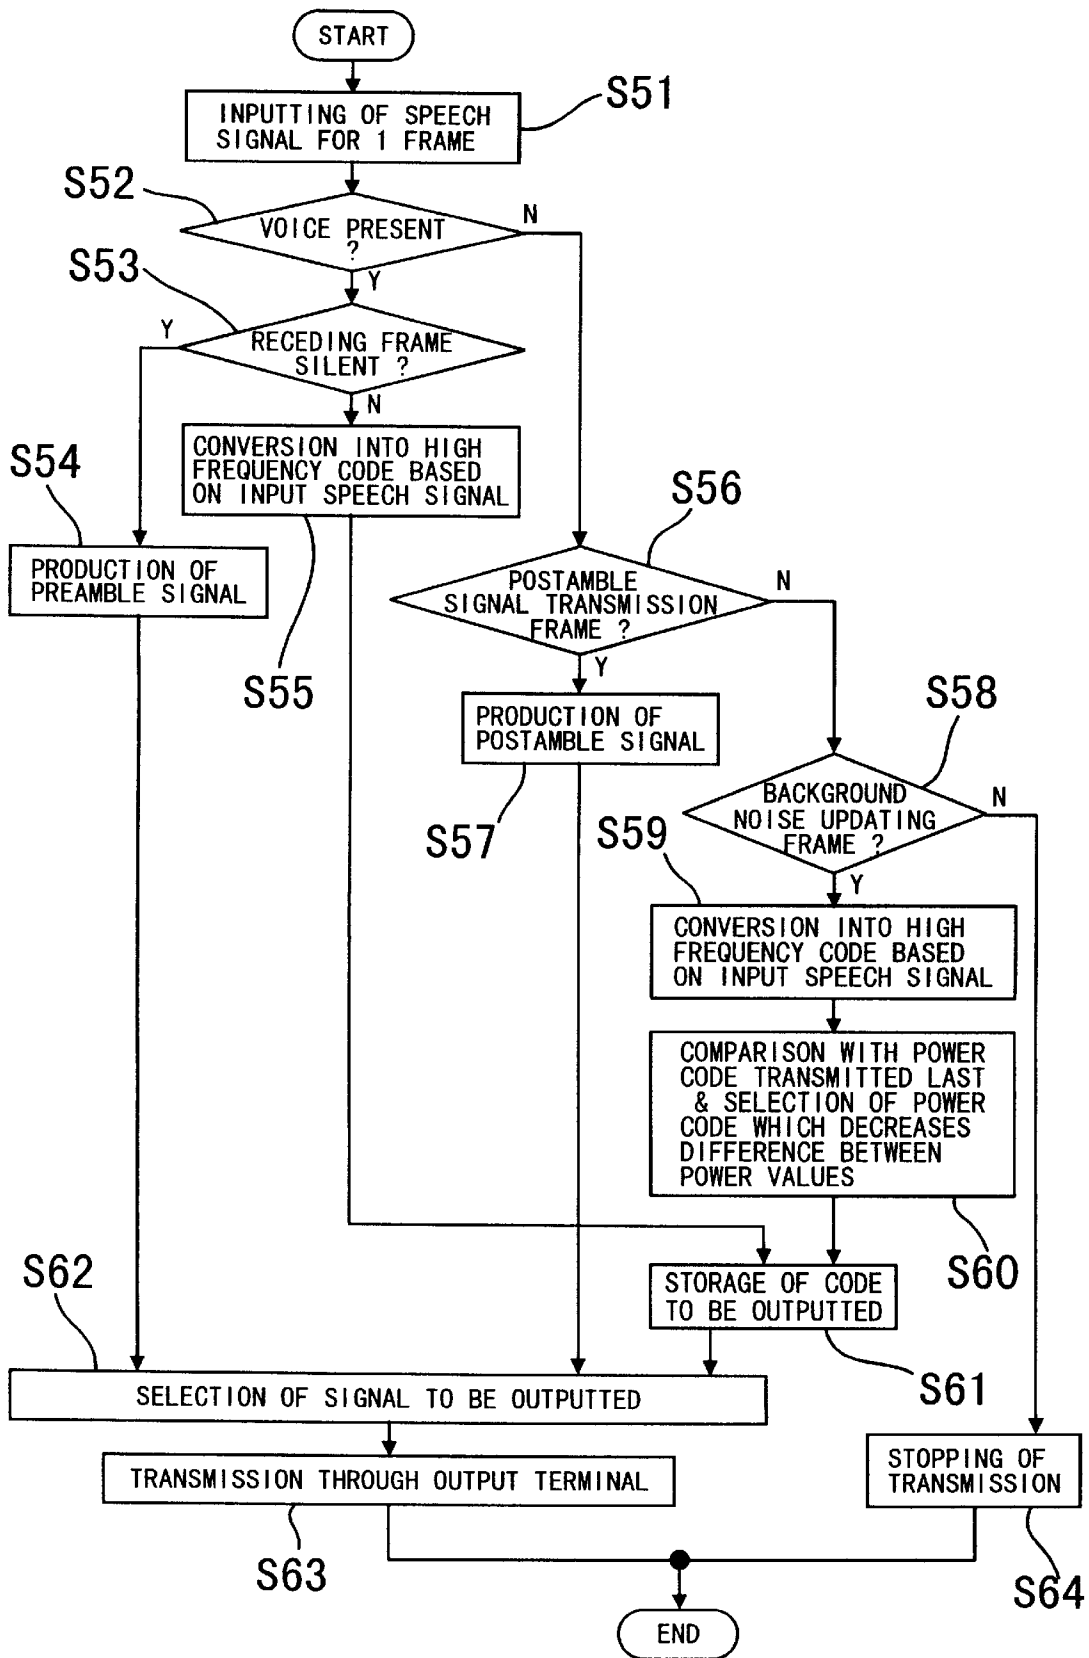 START
INPUTTING OF SPEECH
SIGNAL FOR 1 FRAME
S51
S52
VOICE PRESENT
?
N
Y
S53
RECEDING FRAME
SILENT ?
Y
N
S54
CONVERSION INTO HIGH
FREQUENCY CODE BASED
ON INPUT SPEECH SIGNAL
S55
PRODUCTION OF
PREAMBLE SIGNAL
S56
POSTAMBLE
SIGNAL TRANSMISSION
FRAME ?
N
Y
PRODUCTION OF
POSTAMBLE SIGNAL
S57
S58
BACKGROUND
NOISE UPDATING
FRAME ?
N
Y
S59
CONVERSION INTO HIGH
FREQUENCY CODE BASED
ON INPUT SPEECH SIGNAL
COMPARISON WITH POWER
CODE TRANSMITTED LAST
& SELECTION OF POWER
CODE WHICH DECREASES
DIFFERENCE BETWEEN
POWER VALUES
S60
STORAGE OF CODE
TO BE OUTPUTTED
S61
S62
SELECTION OF SIGNAL TO BE OUTPUTTED
TRANSMISSION THROUGH OUTPUT TERMINAL
S63
STOPPING OF
TRANSMISSION
S64
END